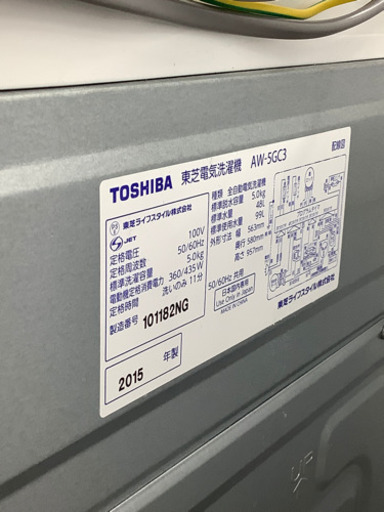 TOSHIBA 東芝電気洗濯機 AW-5GC3 配線図
PS E 東芝ライフスタイル株式会社
JET
定格電圧 100V
定格周波数 50/60Hz
標準洗濯容量 5.0kg
電動機定格消費電力 360/435W
定格時間 洗いのみ 11分
製造番号 101182NG
2015 年製
種類 全自動電気洗濯機
標準脱水容量 5.0kg
標準水量 48L
標準使用水量 99L
外形寸法 幅 563mm
奥行 580mm
高さ 957mm
50/60Hz 共用
日本国内専用
Use Only in Japan
MADE IN CHINA
東芝ライフスタイル株式会社